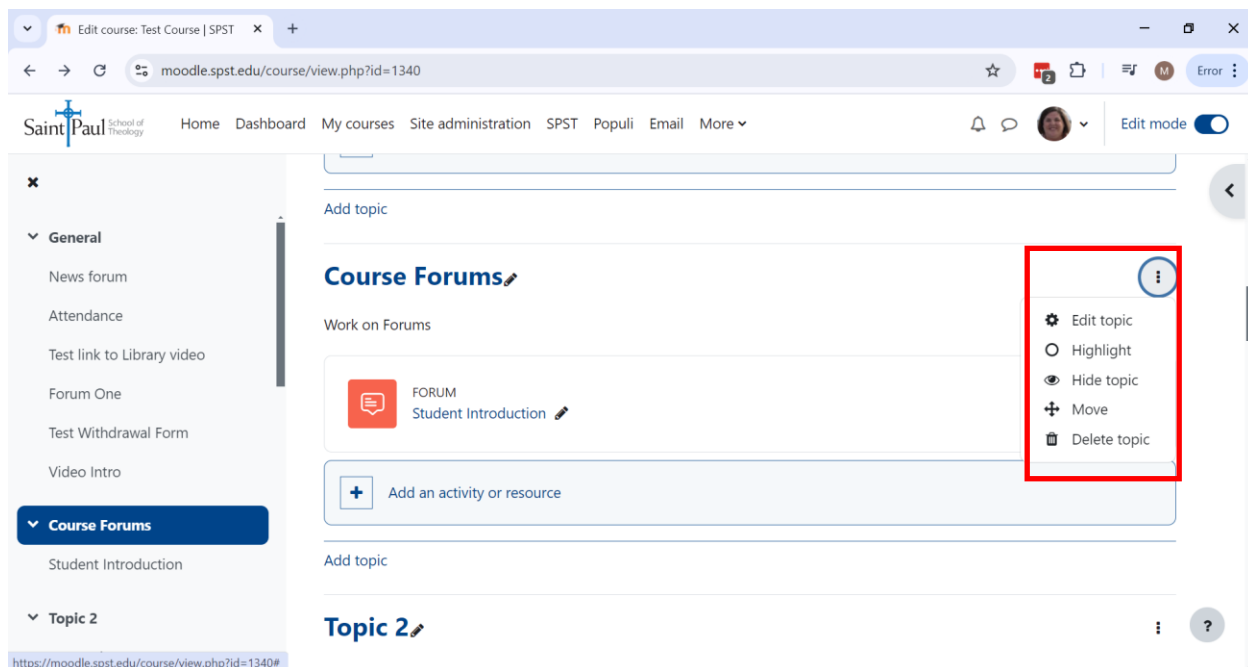 Edit course: Test Course | SPST
moodle.spst.edu/course/view.php?id=1340
2
M
Error
Saint Paul School of Theology
Home Dashboard My courses Site administration SPST Populi Email More
Edit mode
General
News forum
Attendance
Test link to Library video
Forum One
Test Withdrawal Form
Video Intro
Course Forums
Student Introduction
Topic 2
https://moodle.spst.edu/course/view.php?id=1340#
Add topic
Course Forums
Work on Forums
FORUM
Student Introduction
Edit topic
Highlight
Hide topic
Move
Delete topic
Add an activity or resource
Add topic
Topic 2
?